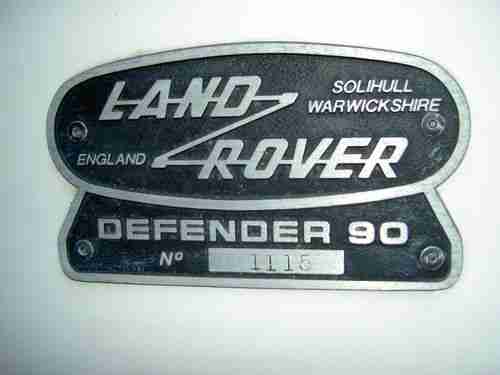 LAND ROVER
SOLIHULL
WARWICKSHIRE
ENGLAND
DEFENDER 90
Nº 1115